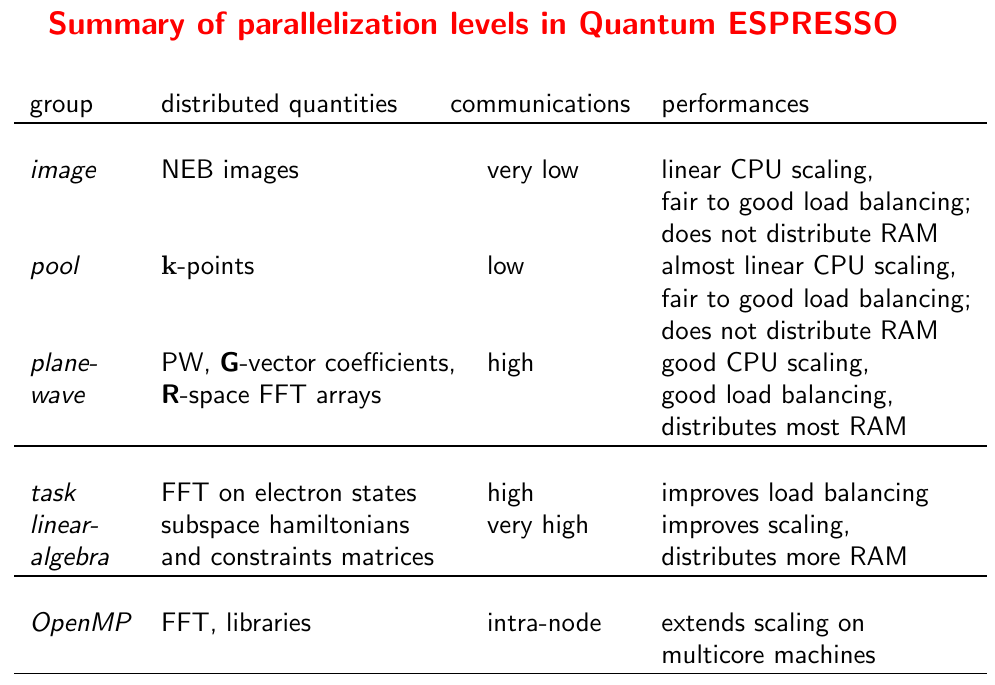 Summary of parallelization levels in Quantum ESPRESSO
group distributed quantities communications performances
image NEB images very low linear CPU scaling,
fair to good load balancing;
does not distribute RAM
pool k-points low almost linear CPU scaling,
fair to good load balancing;
does not distribute RAM
plane- PW, G-vector coefficients, high good CPU scaling,
wave R-space FFT arrays good load balancing,
distributes most RAM
task FFT on electron states high improves load balancing
linear- subspace hamiltonians very high improves scaling,
algebra and constraints matrices distributes more RAM
OpenMP FFT, libraries intra-node extends scaling on
multicore machines